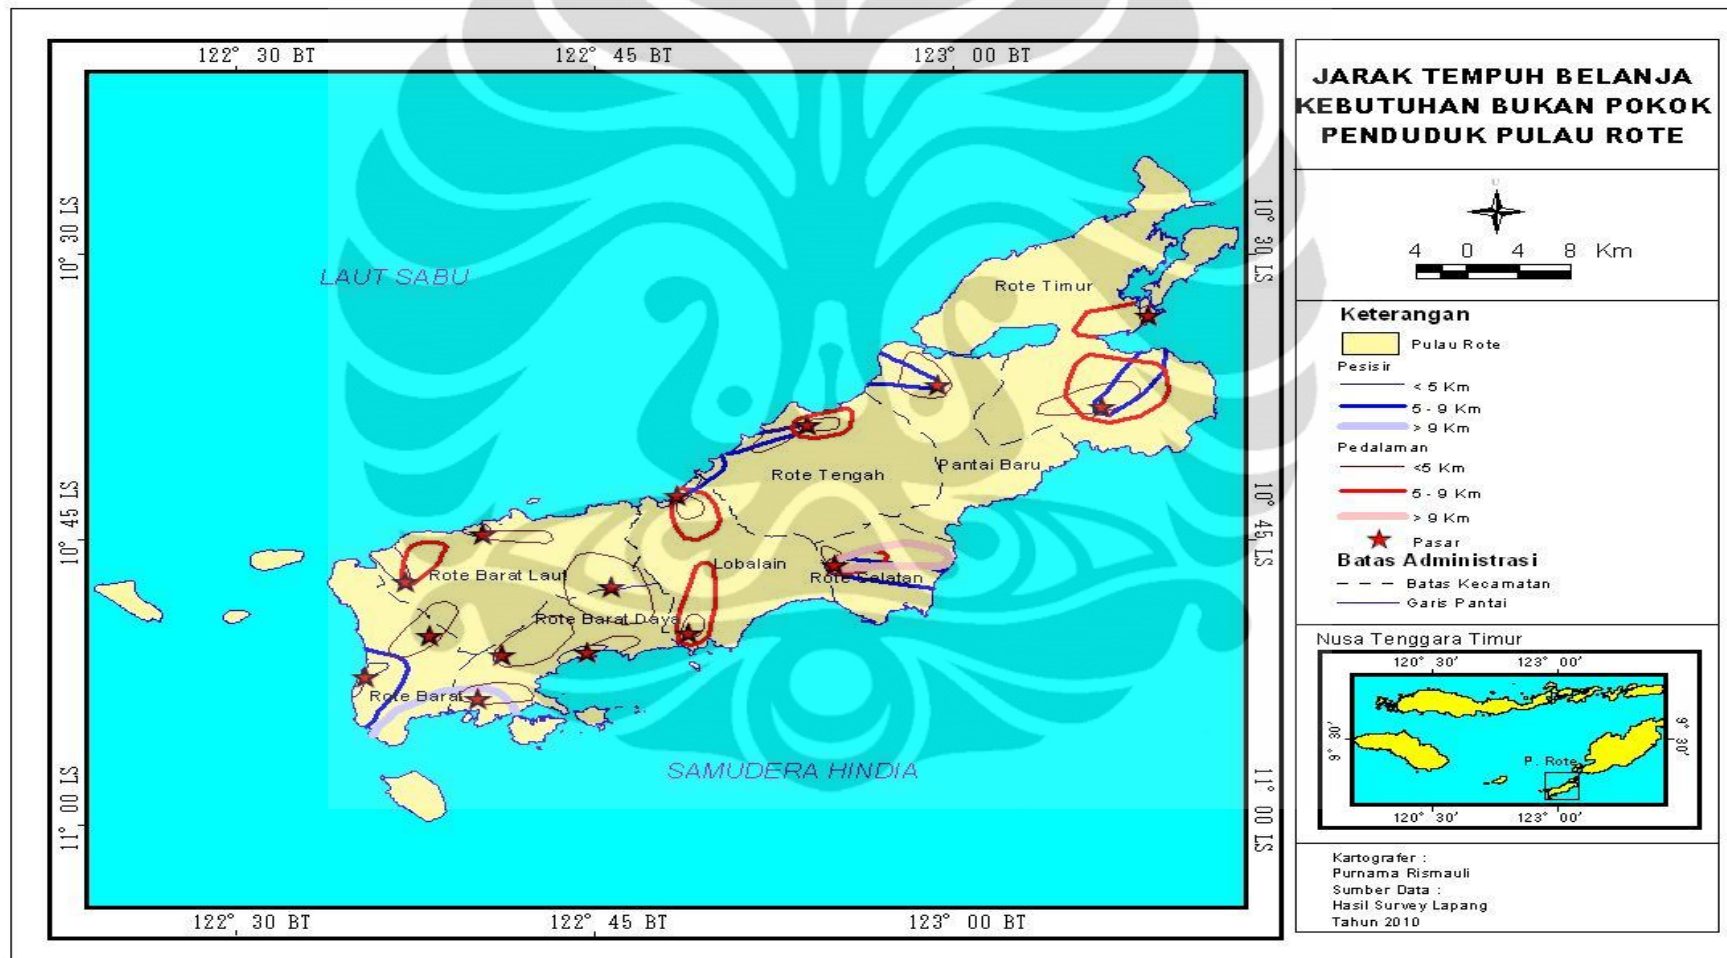 122° 30 BT
122° 45 BT
123° 00 BT
10° 30 LS
10° 45 LS
11° 00 LS
10° 30 LS
10° 45 LS
11° 00 LS
122° 30 BT
122° 45 BT
123° 00 BT
LAUT SABU
SAMUDERA HINDIA
Rote Timur
Pantai Baru
Rote Tengah
Lobalain
Rote Selatan
Rote Barat Laut
Rote Barat Daya
Rote Barat
JARAK TEMPUH BELANJA
KEBUTUHAN BUKAN POKOK
PENDUDUK PULAU ROTE
U
4 0 4 8 Km
Keterangan
Pulau Rote
Pesisir
< 5 Km
5 - 9 Km
> 9 Km
Pedalaman
<5 Km
5 - 9 Km
> 9 Km
Pasar
Batas Administrasi
Batas Kecamatan
Garis Pantai
Nusa Tenggara Timur
120° 30' 123° 00'
9° 30'
9° 30'
P. Rote
120° 30' 123° 00'
Kartografer :
Purnama Rismauli
Sumber Data :
Hasil Survey Lapang
Tahun 2010